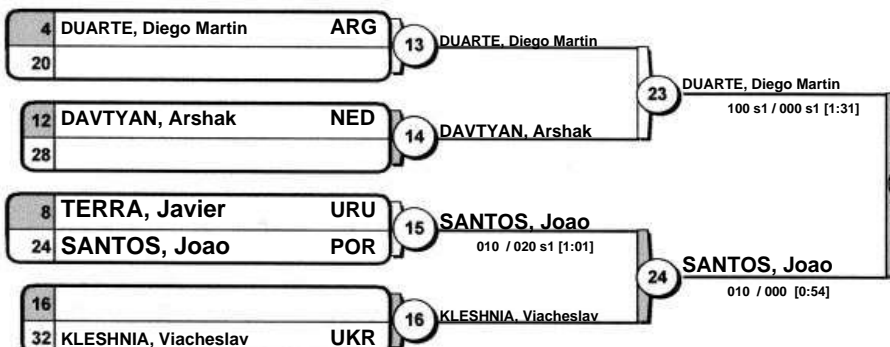 4 DUARTE, Diego Martin ARG
20
13 DUARTE, Diego Martin
12 DAVTYAN, Arshak NED
28
14 DAVTYAN, Arshak
23 DUARTE, Diego Martin
100 s1 / 000 s1 [1:31]
8 TERRA, Javier URU
24 SANTOS, Joao POR
15 SANTOS, Joao
010 / 020 s1 [1:01]
16
32 KLESHNIA, Viacheslav UKR
16 KLESHNIA, Viacheslav
24 SANTOS, Joao
010 / 000 [0:54]